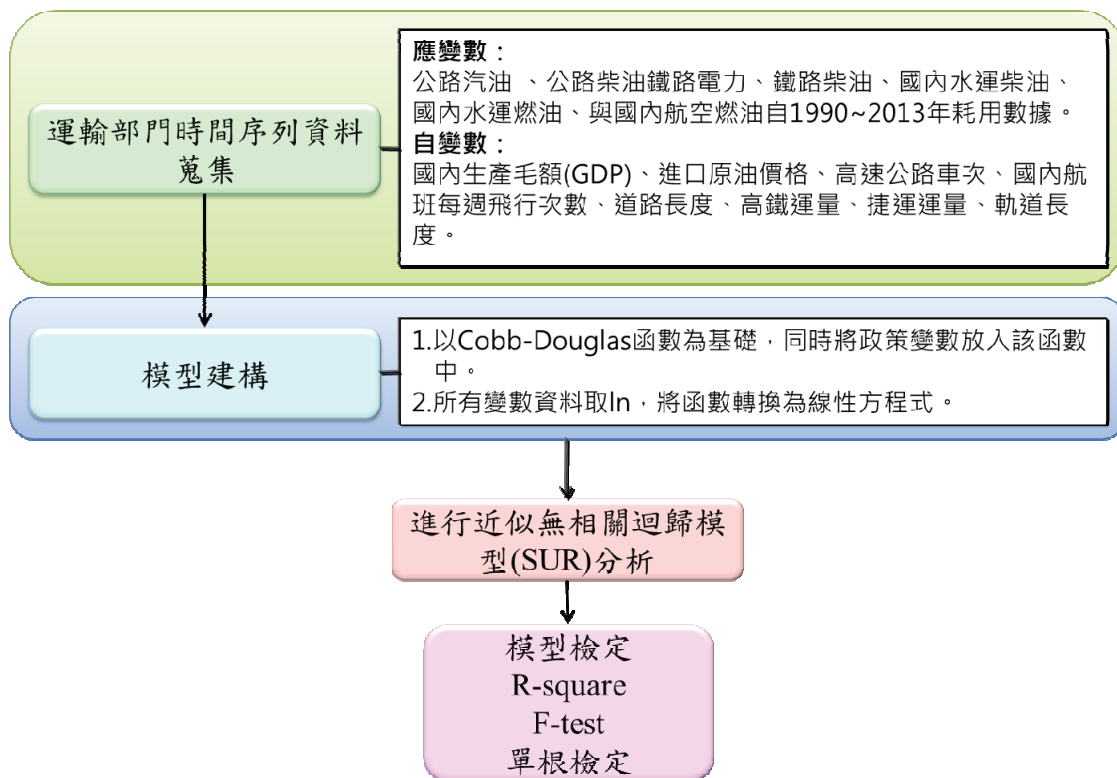 運輸部門時間序列資料
蒐集
應變數：
公路汽油 、公路柴油鐵路電力、鐵路柴油、國內水運柴油、
國內水運燃油、與國內航空燃油自1990~2013年耗用數據。
自變數：
國內生產毛額(GDP)、進口原油價格、高速公路車次、國內航
班每週飛行次數、道路長度、高鐵運量、捷運運量、軌道長
度。
模型建構
1.以Cobb-Douglas函數為基礎，同時將政策變數放入該函數
中。
2.所有變數資料取ln，將函數轉換為線性方程式。
進行近似無相關迴歸模
型(SUR)分析
模型檢定
R-square
F-test
單根檢定